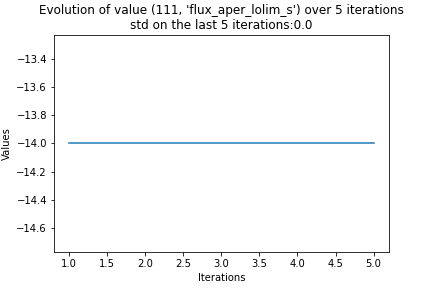 Evolution of value (111, 'flux_aper_lolim_s') over 5 iterations
std on the last 5 iterations:0.0
Values
−13.4
−13.6
−13.8
−14.0
−14.2
−14.4
−14.6
1.0 1.5 2.0 2.5 3.0 3.5 4.0 4.5 5.0
Iterations